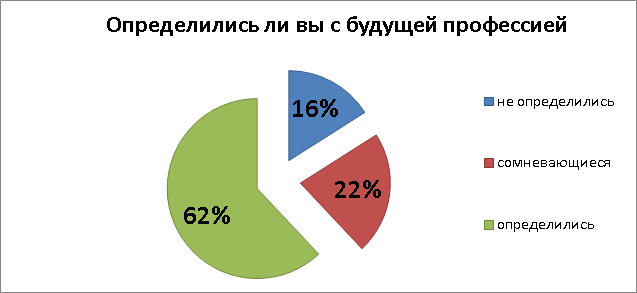 Определились ли вы с будущей профессией
16%
22%
62%
не определились
сомневающиеся
определились